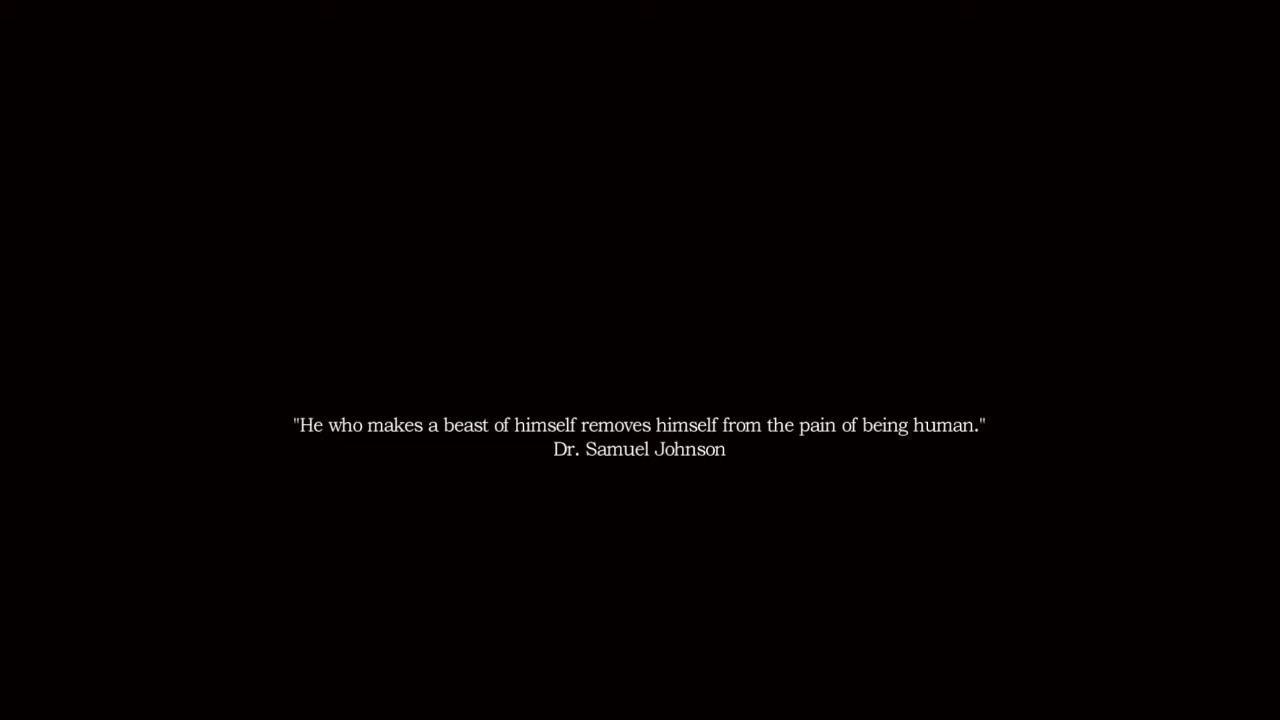 "He who makes a beast of himself removes himself from the pain of being human."
Dr. Samuel Johnson